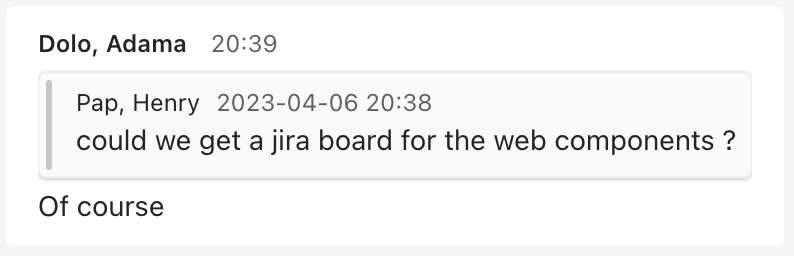 Dolo, Adama 20:39
Pap, Henry 2023-04-06 20:38
could we get a jira board for the web components ?
Of course